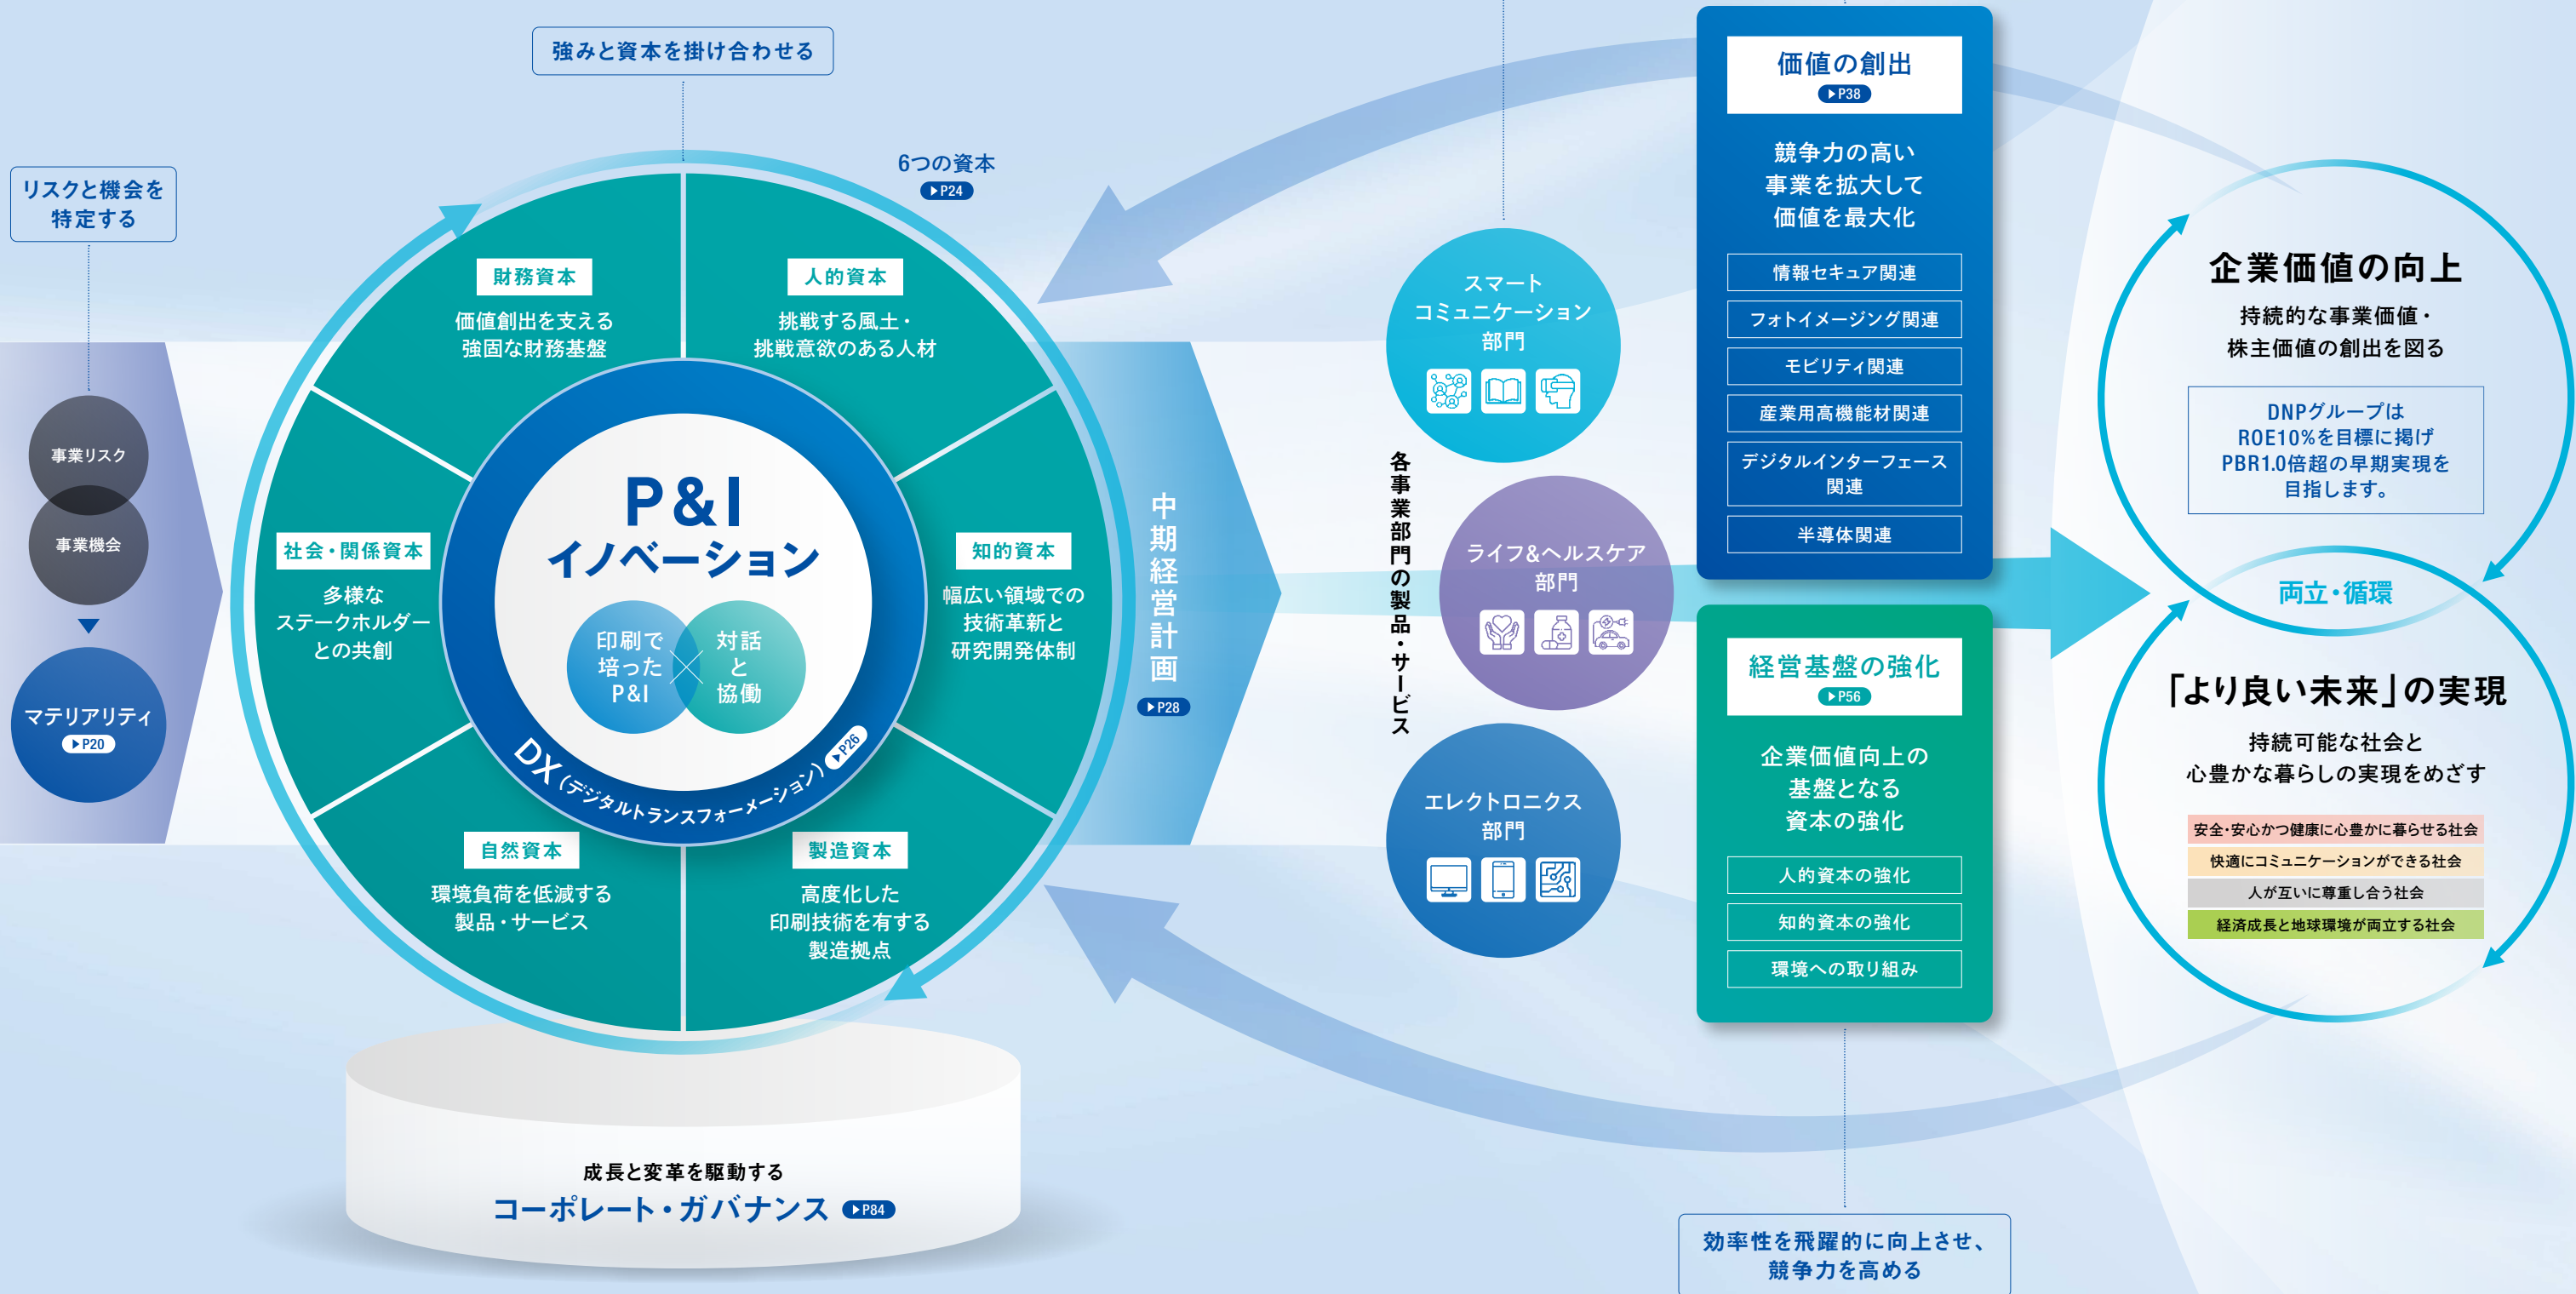 強みと資本を掛け合わせる
リスクと機会を
特定する
事業リスク
事業機会
マテリアリティ
▶P20
6つの資本
▶P24
財務資本
価値創出を支える
強固な財務基盤
人的資本
挑戦する風土・
挑戦意欲のある人材
社会・関係資本
多様な
ステークホルダー
との共創
知的資本
幅広い領域での
技術革新と
研究開発体制
自然資本
環境負荷を低減する
製品・サービス
製造資本
高度化した
印刷技術を有する
製造拠点
P&I
イノベーション
印刷で
培った
P&I
対話
と
協働
DX（デジタルトランスフォーメーション）▶P26
成長と変革を駆動する
コーポレート・ガバナンス ▶P84
中期経営計画
▶P28
各事業部門の製品・サービス
スマート
コミュニケーション
部門
ライフ&ヘルスケア
部門
エレクトロニクス
部門
価値の創出
▶P38
競争力の高い
事業を拡大して
価値を最大化
情報セキュア関連
フォトイメージング関連
モビリティ関連
産業用高機能材関連
デジタルインターフェース
関連
半導体関連
経営基盤の強化
▶P56
企業価値向上の
基盤となる
資本の強化
人的資本の強化
知的資本の強化
環境への取り組み
効率性を飛躍的に向上させ、
競争力を高める
企業価値の向上
持続的な事業価値・
株主価値の創出を図る
DNPグループは
ROE10%を目標に掲げ
PBR1.0倍超の早期実現を
目指します。
両立・循環
「より良い未来」の実現
持続可能な社会と
心豊かな暮らしの実現をめざす
安全・安心かつ健康に心豊かに暮らせる社会
快適にコミュニケーションができる社会
人が互いに尊重し合う社会
経済成長と地球環境が両立する社会